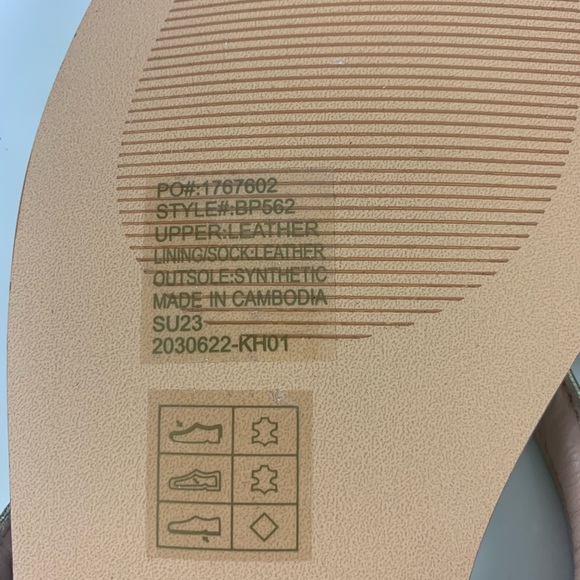 PO#:1767602
STYLE#:BP562
UPPER:LEATHER
LINING/SOCK:LEATHER
OUTSOLE:SYNTHETIC
MADE IN CAMBODIA
SU23
2030622-KH01